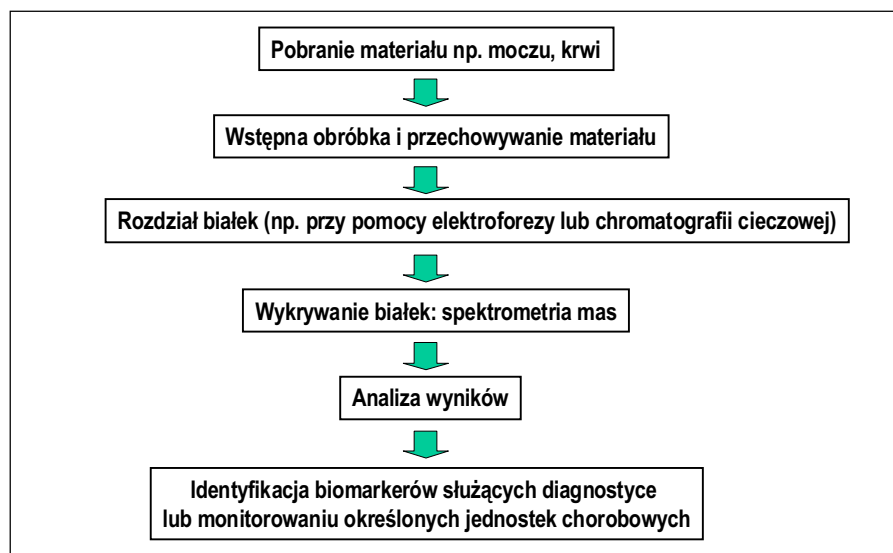 Pobranie materiału np. moczu, krwi
Wstępna obróbka i przechowywanie materiału
Rozdział białek (np. przy pomocy elektroforezy lub chromatografii cieczowej)
Wykrywanie białek: spektrometria mas
Analiza wyników
Identyfikacja biomarkerów służących diagnostyce
lub monitorowaniu określonych jednostek chorobowych